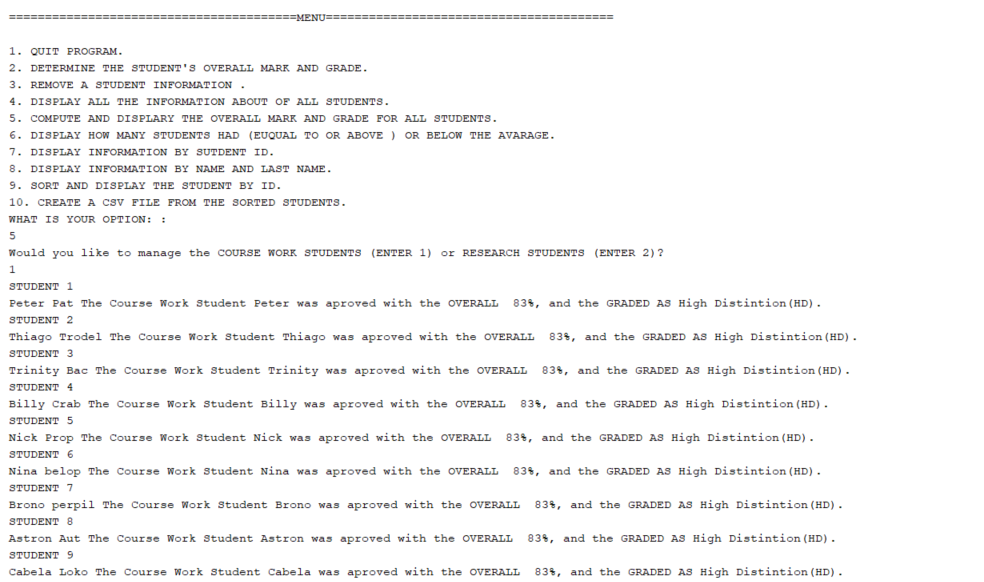 ========================================MENU========================================
1. QUIT PROGRAM.
2. DETERMINE THE STUDENT'S OVERALL MARK AND GRADE.
3. REMOVE A STUDENT INFORMATION .
4. DISPLAY ALL THE INFORMATION ABOUT OF ALL STUDENTS.
5. COMPUTE AND DISPLARY THE OVERALL MARK AND GRADE FOR ALL STUDENTS.
6. DISPLAY HOW MANY STUDENTS HAD (EUQUAL TO OR ABOVE ) OR BELOW THE AVARAGE.
7. DISPLAY INFORMATION BY SUTDENT ID.
8. DISPLAY INFORMATION BY NAME AND LAST NAME.
9. SORT AND DISPLAY THE STUDENT BY ID.
10. CREATE A CSV FILE FROM THE SORTED STUDENTS.
WHAT IS YOUR OPTION: :
5
Would you like to manage the COURSE WORK STUDENTS (ENTER 1) or RESEARCH STUDENTS (ENTER 2)?
1
STUDENT 1
Peter Pat The Course Work Student Peter was aproved with the OVERALL  83%, and the GRADED AS High Distintion(HD).
STUDENT 2
Thiago Trodel The Course Work Student Thiago was aproved with the OVERALL  83%, and the GRADED AS High Distintion(HD).
STUDENT 3
Trinity Bac The Course Work Student Trinity was aproved with the OVERALL  83%, and the GRADED AS High Distintion(HD).
STUDENT 4
Billy Crab The Course Work Student Billy was aproved with the OVERALL  83%, and the GRADED AS High Distintion(HD).
STUDENT 5
Nick Prop The Course Work Student Nick was aproved with the OVERALL  83%, and the GRADED AS High Distintion(HD).
STUDENT 6
Nina belop The Course Work Student Nina was aproved with the OVERALL  83%, and the GRADED AS High Distintion(HD).
STUDENT 7
Brono perpil The Course Work Student Brono was aproved with the OVERALL  83%, and the GRADED AS High Distintion(HD).
STUDENT 8
Astron Aut The Course Work Student Astron was aproved with the OVERALL  83%, and the GRADED AS High Distintion(HD).
STUDENT 9
Cabela Loko The Course Work Student Cabela was aproved with the OVERALL  83%, and the GRADED AS High Distintion(HD).